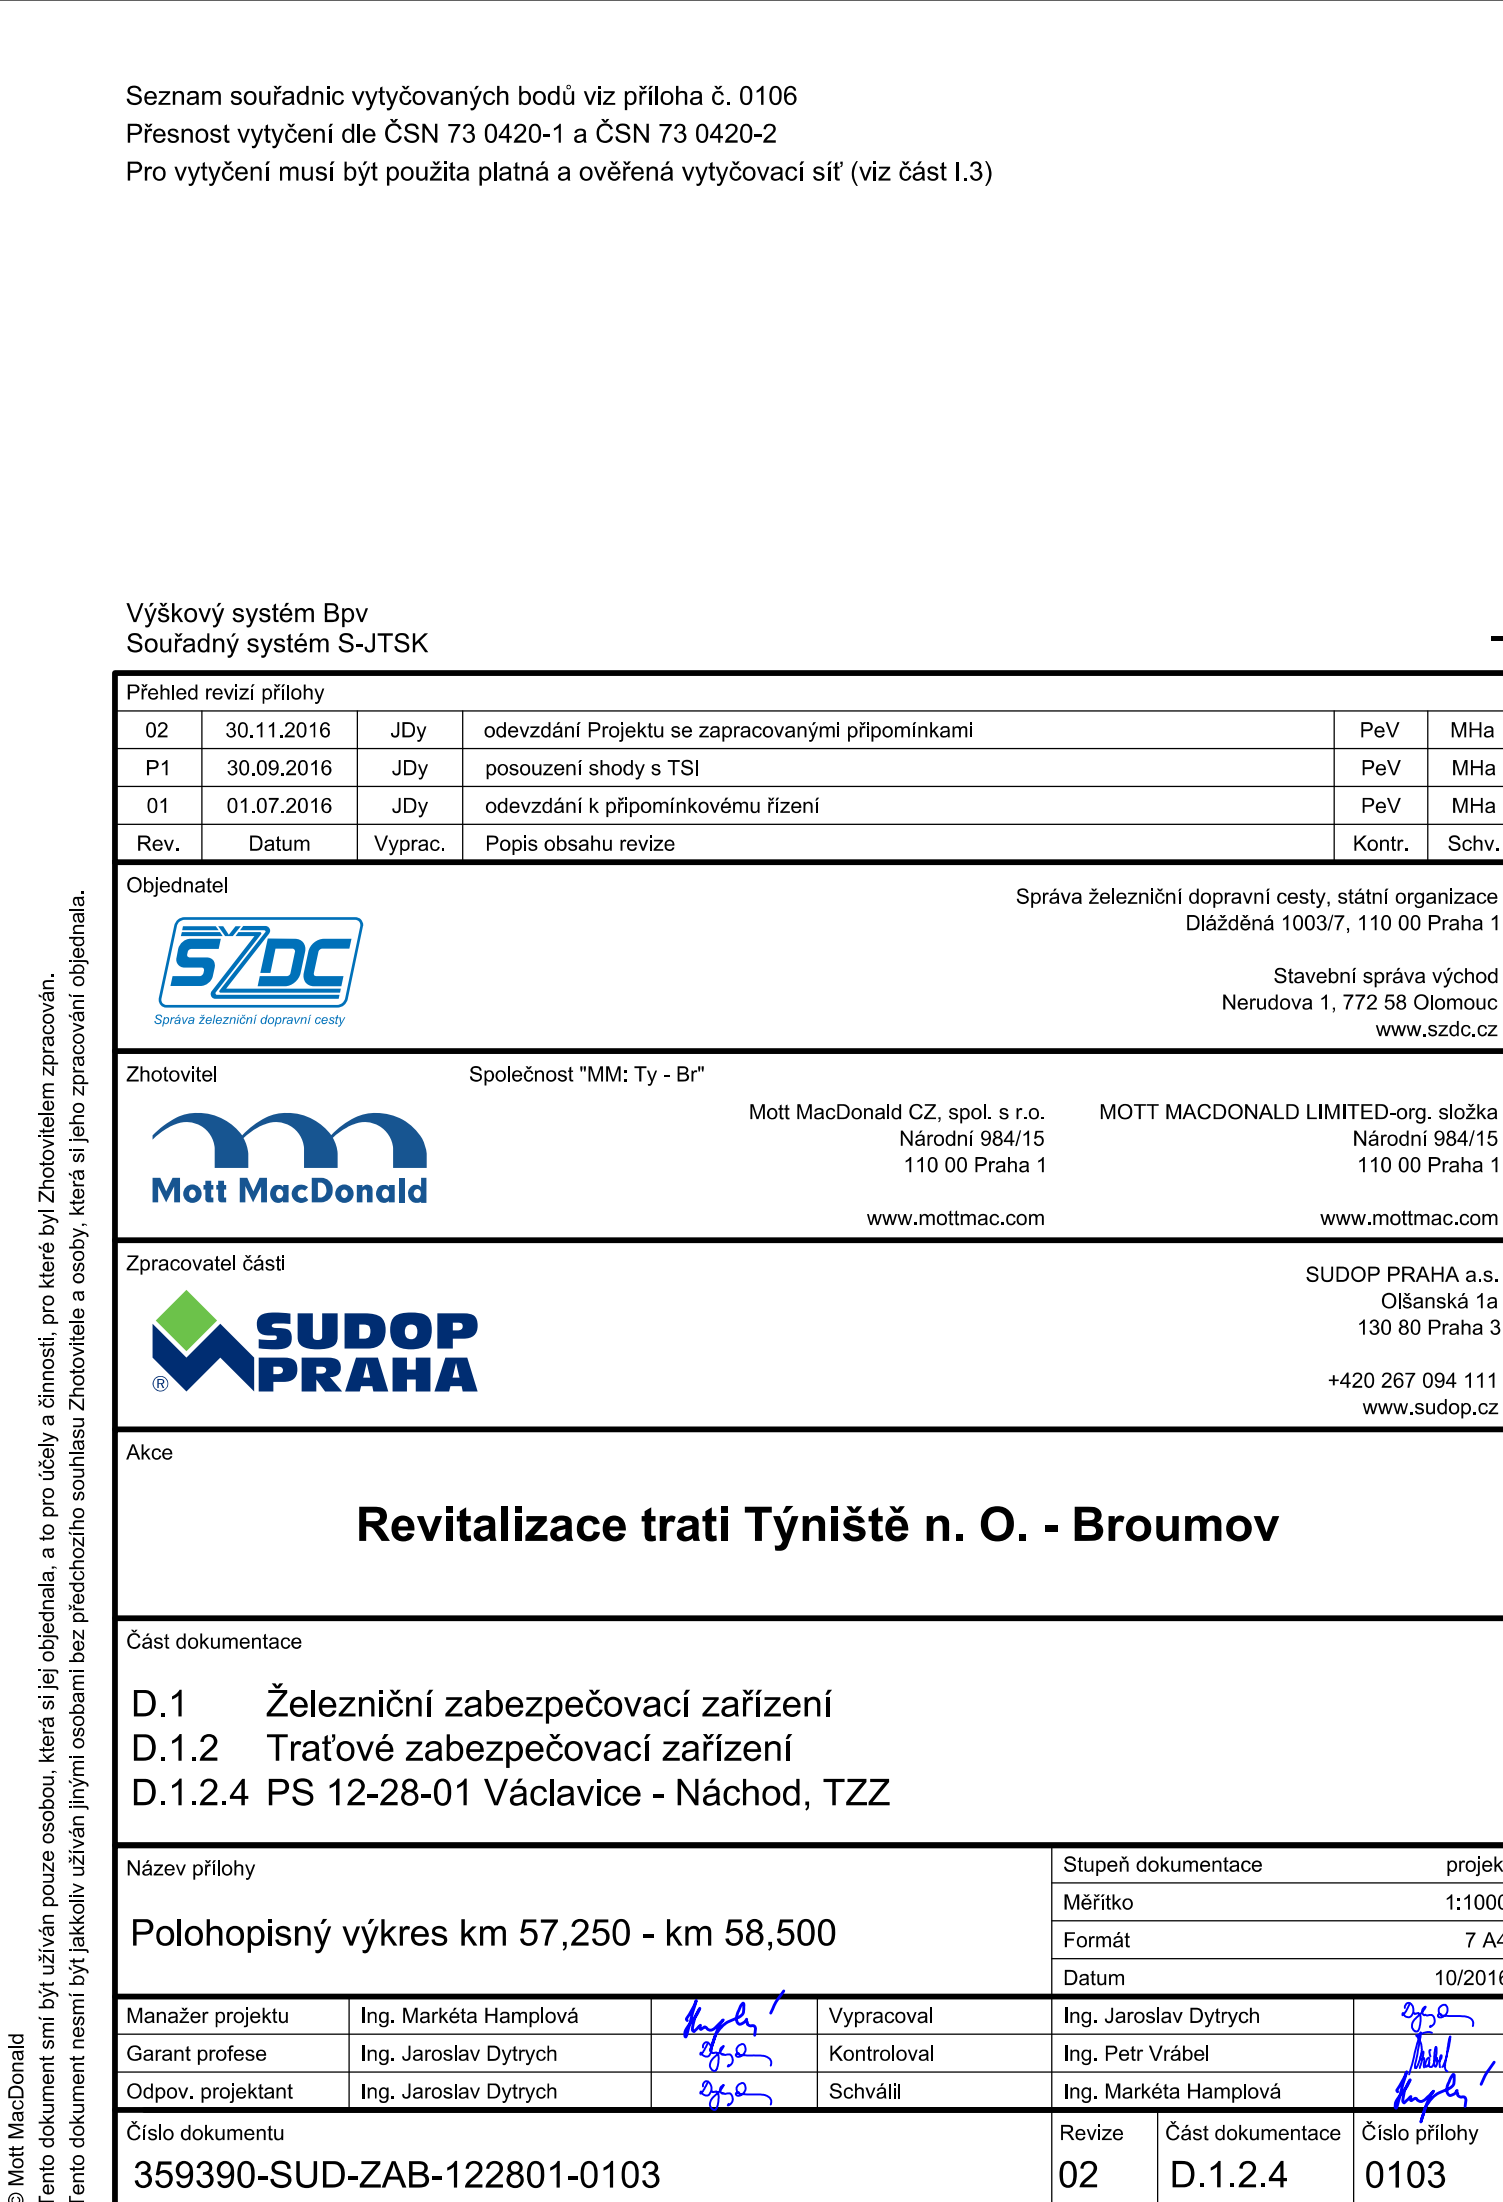 Seznam souřadnic vytyčovaných bodů viz příloha č. 0106
Přesnost vytyčení dle ČSN 73 0420-1 a ČSN 73 0420-2
Pro vytyčení musí být použita platná a ověřená vytyčovací síť (viz část I.3)
Výškový systém Bpv
Souřadný systém S-JTSK
Přehled revizí přílohy
02 30.11.2016 JDy odevzdání Projektu se zapracovanými připomínkami PeV MHa
P1 30.09.2016 JDy posouzení shody s TSI PeV MHa
01 01.07.2016 JDy odevzdání k připomínkovému řízení PeV MHa
Rev. Datum Vyprac. Popis obsahu revize Kontr. Schv.
Objednatel
SŽDC
Správa železniční dopravní cesty
Správa železniční dopravní cesty, státní organizace
Dlážděná 1003/7, 110 00 Praha 1
Stavební správa východ
Nerudova 1, 772 58 Olomouc
www.szdc.cz
Zhotovitel Společnost "MM: Ty - Br"
Mott MacDonald
Mott MacDonald CZ, spol. s r.o.
Národní 984/15
110 00 Praha 1
www.mottmac.com
MOTT MACDONALD LIMITED-org. složka
Národní 984/15
110 00 Praha 1
www.mottmac.com
Zpracovatel části
SUDOP
PRAHA
®
SUDOP PRAHA a.s.
Olšanská 1a
130 80 Praha 3
+420 267 094 111
www.sudop.cz
Akce
Revitalizace trati Týniště n. O. - Broumov
Část dokumentace
D.1 Železniční zabezpečovací zařízení
D.1.2 Traťové zabezpečovací zařízení
D.1.2.4 PS 12-28-01 Václavice - Náchod, TZZ
Název přílohy
Polohopisný výkres km 57,250 - km 58,500
Stupeň dokumentace projek
Měřítko 1:1000
Formát 7 A4
Datum 10/2016
Manažer projektu Ing. Markéta Hamplová Vypracoval Ing. Jaroslav Dytrych
Garant profese Ing. Jaroslav Dytrych Kontroloval Ing. Petr Vrábel
Odpov. projektant Ing. Jaroslav Dytrych Schválil Ing. Markéta Hamplová
Číslo dokumentu
359390-SUD-ZAB-122801-0103
Revize
02
Část dokumentace
D.1.2.4
Číslo přílohy
0103
© Mott MacDonald
Tento dokument smí být užíván pouze osobou, která si jej objednala, a to pro účely a činnosti, pro které byl Zhotovitelem zpracován.
Tento dokument nesmí být jakkoliv užíván jinými osobami bez předchozího souhlasu Zhotovitele a osoby, která si jeho zpracování objednala.